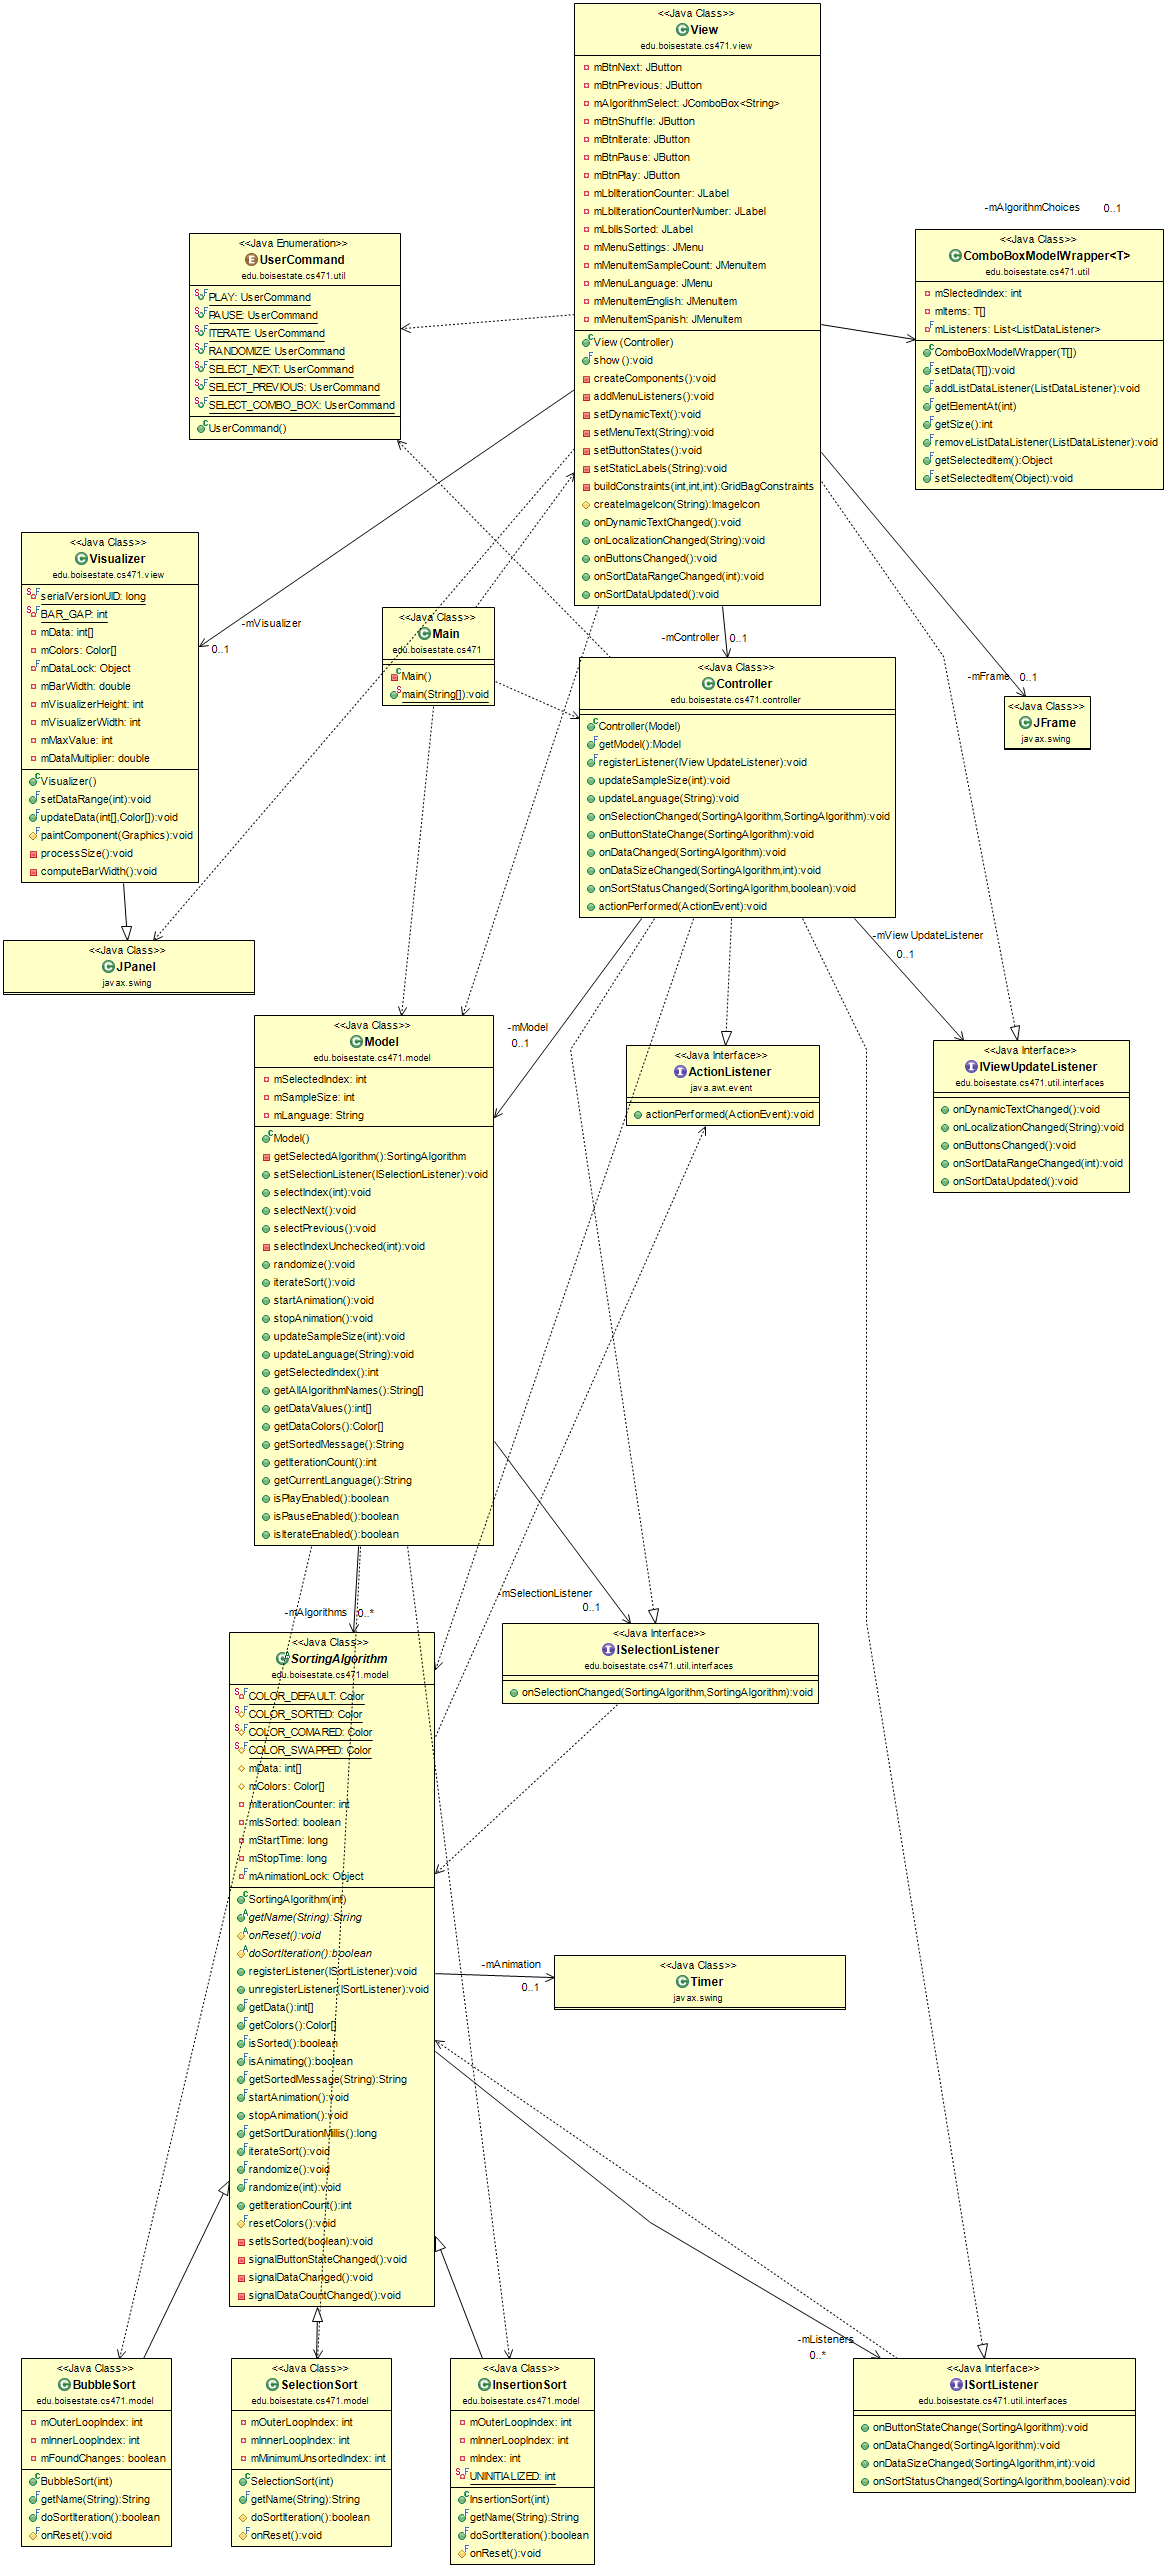 <<Java Class>>
View
edu.boisestate.cs471.view
mBtnNext: JButton
mBtnPrevious: JButton
mAlgorithmSelect: JComboBox<String>
mBtnShuffle: JButton
mBtnIterate: JButton
mBtnPause: JButton
mBtnPlay: JButton
mLblIterationCounter: JLabel
mLblIterationCounterNumber: JLabel
mLblIsSorted: JLabel
mMenuSettings: JMenu
mMenuItemSampleCount: JMenuItem
mMenuLanguage: JMenu
mMenuItemEnglish: JMenuItem
mMenuItemSpanish: JMenuItem
View(Controller)
show():void
createComponents():void
addMenuListeners():void
setDynamicText():void
setMenuText(String):void
setButtonStates():void
setStaticLabels(String):void
buildConstraints(int,int,int):GridBagConstraints
createImageIcon(String):ImageIcon
onDynamicTextChanged():void
onLocalizationChanged(String):void
onButtonsChanged():void
onSortDataRangeChanged(int):void
onSortDataUpdated():void
-mAlgorithmChoices 0..1
<<Java Class>>
ComboBoxModelWrapper<T>
edu.boisestate.cs471.util
mSlectedIndex: int
mItems: T[]
mListeners: List<ListDataListener>
ComboBoxModelWrapper(T[])
setData(T[]):void
addListDataListener(ListDataListener):void
getElementAt(int)
getSize():int
removeListDataListener(ListDataListener):void
getSelectedItem():Object
setSelectedItem(Object):void
<<Java Enumeration>>
UserCommand
edu.boisestate.cs471.util
PLAY: UserCommand
PAUSE: UserCommand
ITERATE: UserCommand
RANDOMIZE: UserCommand
SELECT_NEXT: UserCommand
SELECT_PREVIOUS: UserCommand
SELECT_COMBO_BOX: UserCommand
UserCommand()
<<Java Class>>
Visualizer
edu.boisestate.cs471.view
serialVersionUID: long
BAR_GAP: int
mData: int[]
mColors: Color[]
mDataLock: Object
mBarWidth: double
mVisualizerHeight: int
mVisualizerWidth: int
mMaxValue: int
mDataMultiplier: double
Visualizer()
setDataRange(int):void
updateData(int[],Color[]):void
paintComponent(Graphics):void
processSize():void
computeBarWidth():void
-mVisualizer
0..1
<<Java Class>>
Main
edu.boisestate.cs471
Main()
main(String[]):void
-mController 0..1
<<Java Class>>
Controller
edu.boisestate.cs471.controller
Controller(Model)
getModel():Model
registerListener(IViewUpdateListener):void
updateSampleSize(int):void
updateLanguage(String):void
onSelectionChanged(SortingAlgorithm,SortingAlgorithm):void
onButtonStateChange(SortingAlgorithm):void
onDataChanged(SortingAlgorithm):void
onDataSizeChanged(SortingAlgorithm,int):void
onSortStatusChanged(SortingAlgorithm,boolean):void
actionPerformed(ActionEvent):void
-mFrame 0..1
<<Java Class>>
JFrame
javax.swing
<<Java Class>>
JPanel
javax.swing
-mViewUpdateListener
0..1
<<Java Class>>
Model
edu.boisestate.cs471.model
mSelectedIndex: int
mSampleSize: int
mLanguage: String
Model()
getSelectedAlgorithm():SortingAlgorithm
setSelectionListener(ISelectionListener):void
selectIndex(int):void
selectNext():void
selectPrevious():void
selectIndexUnchecked(int):void
randomize():void
iterateSort():void
startAnimation():void
stopAnimation():void
updateSampleSize(int):void
updateLanguage(String):void
getSelectedIndex():int
getAllAlgorithmNames():String[]
getDataValues():int[]
getDataColors():Color[]
getSortedMessage():String
getIterationCount():int
getCurrentLanguage():String
isPlayEnabled():boolean
isPauseEnabled():boolean
isIterateEnabled():boolean
-mModel
0..1
<<Java Interface>>
ActionListener
java.awt.event
actionPerformed(ActionEvent):void
<<Java Interface>>
IViewUpdateListener
edu.boisestate.cs471.util.interfaces
onDynamicTextChanged():void
onLocalizationChanged(String):void
onButtonsChanged():void
onSortDataRangeChanged(int):void
onSortDataUpdated():void
-mSelectionListener
0..1
<<Java Interface>>
ISelectionListener
edu.boisestate.cs471.util.interfaces
onSelectionChanged(SortingAlgorithm,SortingAlgorithm):void
-mAlgorithms 0..*
<<Java Class>>
SortingAlgorithm
edu.boisestate.cs471.model
COLOR_DEFAULT: Color
COLOR_SORTED: Color
COLOR_COMARED: Color
COLOR_SWAPPED: Color
mData: int[]
mColors: Color[]
mIterationCounter: int
mIsSorted: boolean
mStartTime: long
mStopTime: long
mAnimationLock: Object
SortingAlgorithm(int)
getName(String):String
onReset():void
doSortIteration():boolean
registerListener(ISortListener):void
unregisterListener(ISortListener):void
getData():int[]
getColors():Color[]
isSorted():boolean
isAnimating():boolean
getSortedMessage(String):String
startAnimation():void
stopAnimation():void
getSortDurationMillis():long
iterateSort():void
randomize():void
randomize(int):void
getIterationCount():int
resetColors():void
setIsSorted(boolean):void
signalButtonStateChanged():void
signalDataChanged():void
signalDataCountChanged():void
-mAnimation
0..1
<<Java Class>>
Timer
javax.swing
-mListeners
0..*
<<Java Class>>
BubbleSort
edu.boisestate.cs471.model
mOuterLoopIndex: int
mInnerLoopIndex: int
mFoundChanges: boolean
BubbleSort(int)
getName(String):String
doSortIteration():boolean
onReset():void
<<Java Class>>
SelectionSort
edu.boisestate.cs471.model
mOuterLoopIndex: int
mInnerLoopIndex: int
mMinimumUnsortedIndex: int
SelectionSort(int)
getName(String):String
doSortIteration():boolean
onReset():void
<<Java Class>>
InsertionSort
edu.boisestate.cs471.model
mOuterLoopIndex: int
mInnerLoopIndex: int
mIndex: int
UNINITIALIZED: int
InsertionSort(int)
getName(String):String
doSortIteration():boolean
onReset():void
<<Java Interface>>
ISortListener
edu.boisestate.cs471.util.interfaces
onButtonStateChange(SortingAlgorithm):void
onDataChanged(SortingAlgorithm):void
onDataSizeChanged(SortingAlgorithm,int):void
onSortStatusChanged(SortingAlgorithm,boolean):void